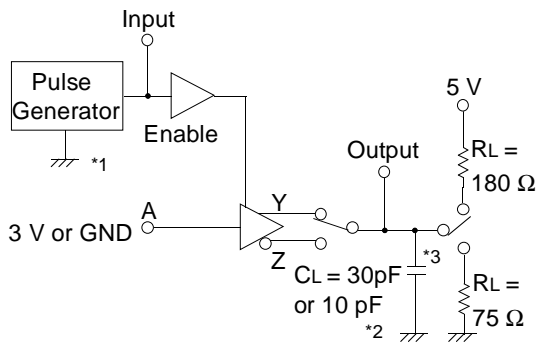 Input
Pulse
Generator
*1
Enable
5 V
Output
RL =
180 Ω
A
3 V or GND
Y
Z
*3
CL = 30pF
or 10 pF
*2
RL =
75 Ω